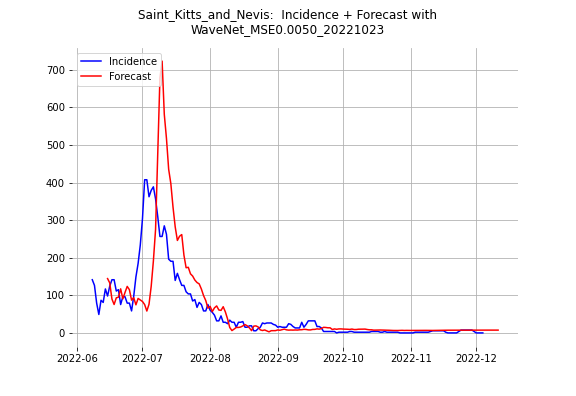 Saint_Kitts_and_Nevis:  Incidence + Forecast with
WaveNet_MSE0.0050_20221023
Incidence
Forecast
700
600
500
400
300
200
100
0
2022-06 2022-07 2022-08 2022-09 2022-10 2022-11 2022-12